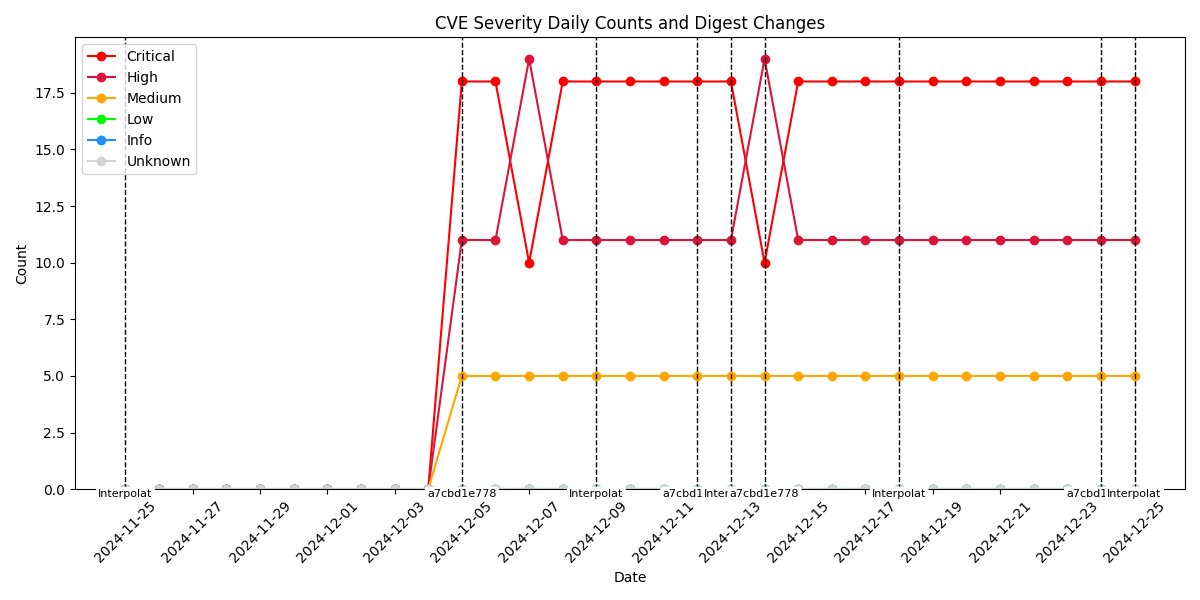 CVE Severity Daily Counts and Digest Changes
Critical
High
Medium
Low
Info
Unknown
Count
17.5
15.0
12.5
10.0
7.5
5.0
2.5
0.0
Interpolat
a7cbd1e778
Interpolat
a7cbd1
Inter
a7cbd1e778
Interpolat
a7cbd1
Interpolat
2024-11-25
2024-11-27
2024-11-29
2024-12-01
2024-12-03
2024-12-05
2024-12-07
2024-12-09
2024-12-11
2024-12-13
2024-12-15
2024-12-17
2024-12-19
2024-12-21
2024-12-23
2024-12-25
Date